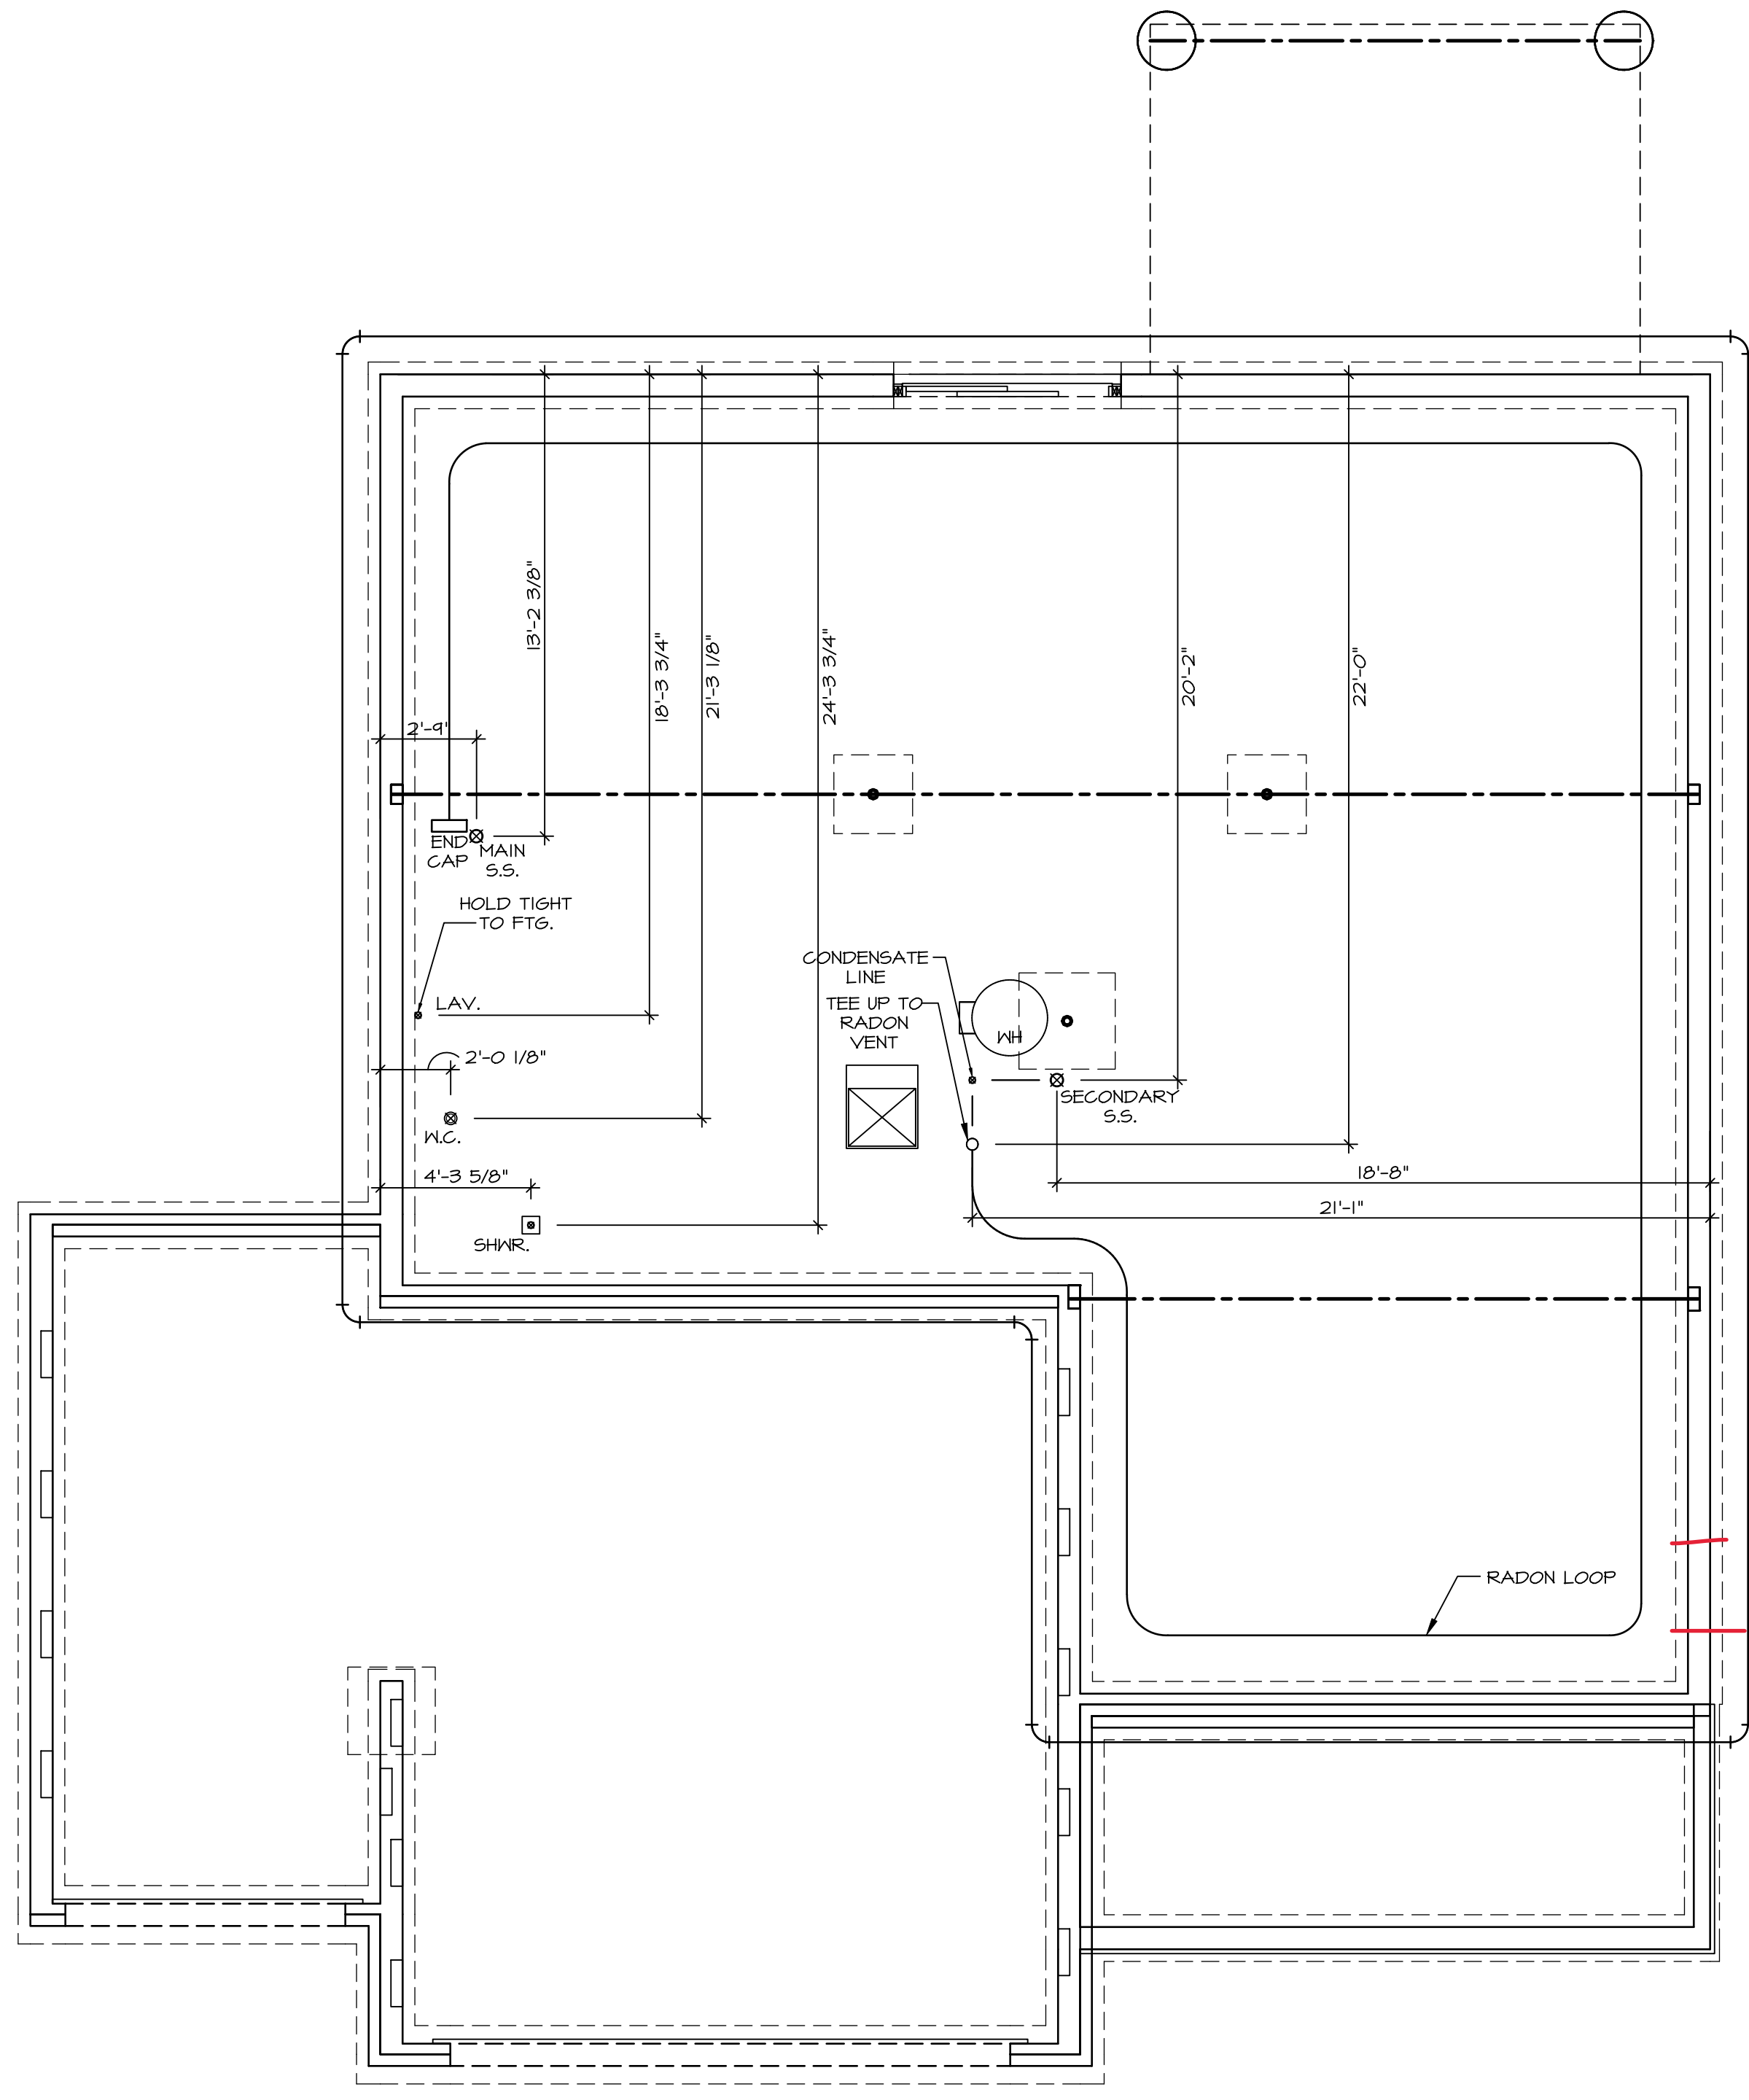 13'-2 3/8"
18'-3 3/4"
21'-3 1/8"
24'-3 3/4"
20'-2"
22'-0"
2'-9"
END
CAP
MAIN
S.S.
HOLD TIGHT
TO FTG.
CONDENSATE
LINE
LAV.
TEE UP TO
RADON
VENT
WH
2'-0 1/8"
SECONDARY
S.S.
W.C.
4'-3 5/8"
18'-8"
21'-1"
SHWR.
RADON LOOP